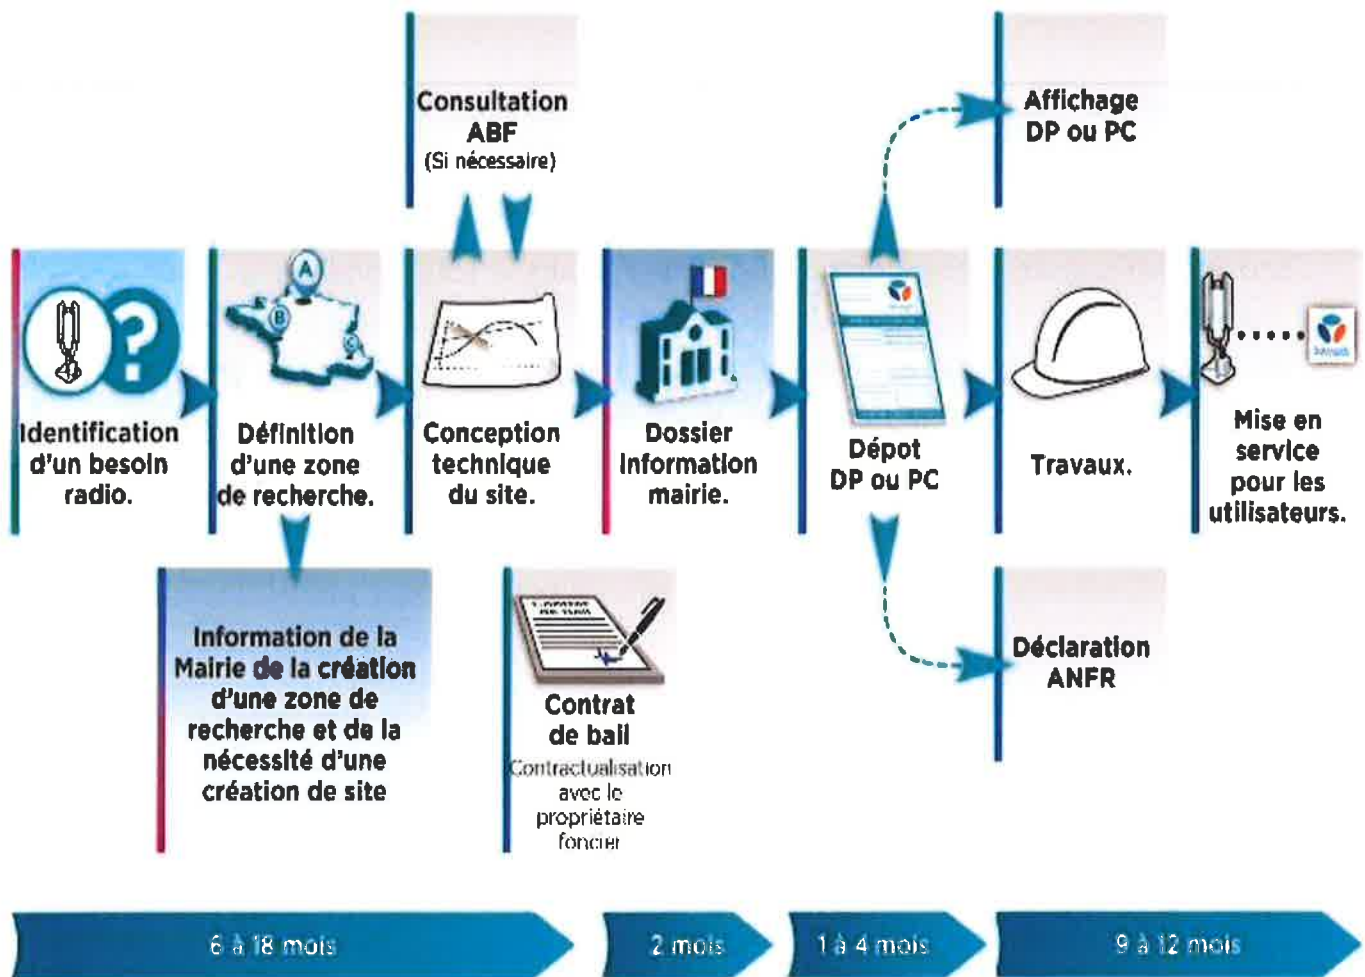 Consultation
ABF
(Si nécessaire)
Affichage
DP ou PC
A
B
C
Identification
d'un besoin
radio.
Définition
d'une zone
de recherche.
Conception
technique
du site.
Dossier
Information
mairie.
Dépot
DP ou PC
Travaux.
Mise en
service
pour les
utilisateurs.
Information de la
Mairie de la création
d'une zone de
recherche et de la
nécessité d'une
création de site
Contrat
de bail
Contractualisation
avec le
propriétaire
foncier
Déclaration
ANFR
6 à 18 mois
2 mois
1 à 4 mois
9 à 12 mois